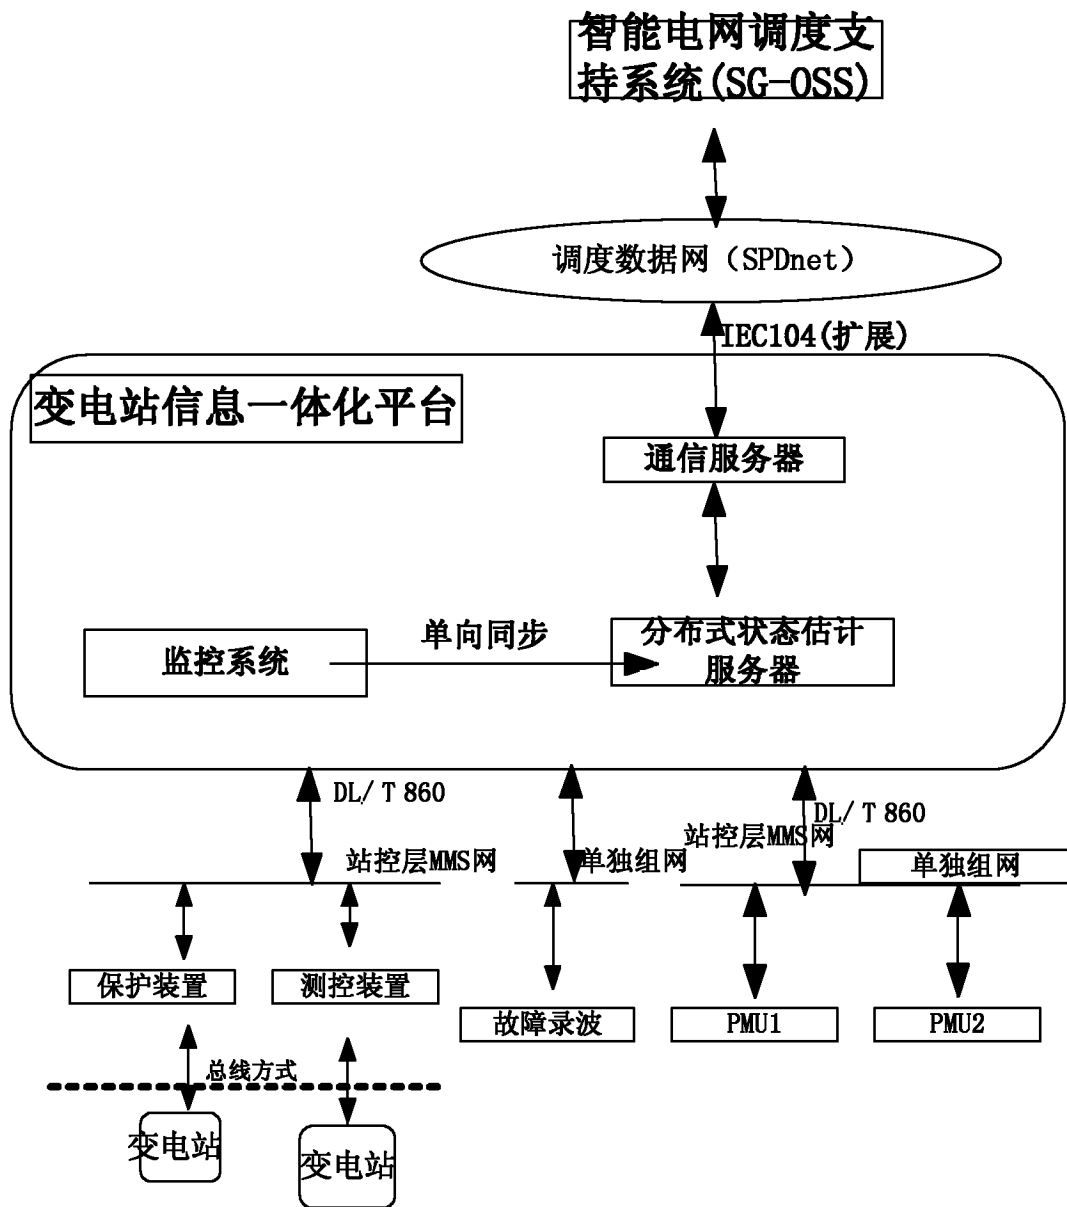 智能电网调度支
持系统(SG-OSS)
调度数据网（SPDnet）
IEC104(扩展)
变电站信息一体化平台
通信服务器
单向同步
监控系统
分布式状态估计
服务器
DL/T 860
DL/T 860
站控层MMS网
站控层MMS网
单独组网
单独组网
保护装置
测控装置
故障录波
PMU1
PMU2
总线方式
变电站
变电站